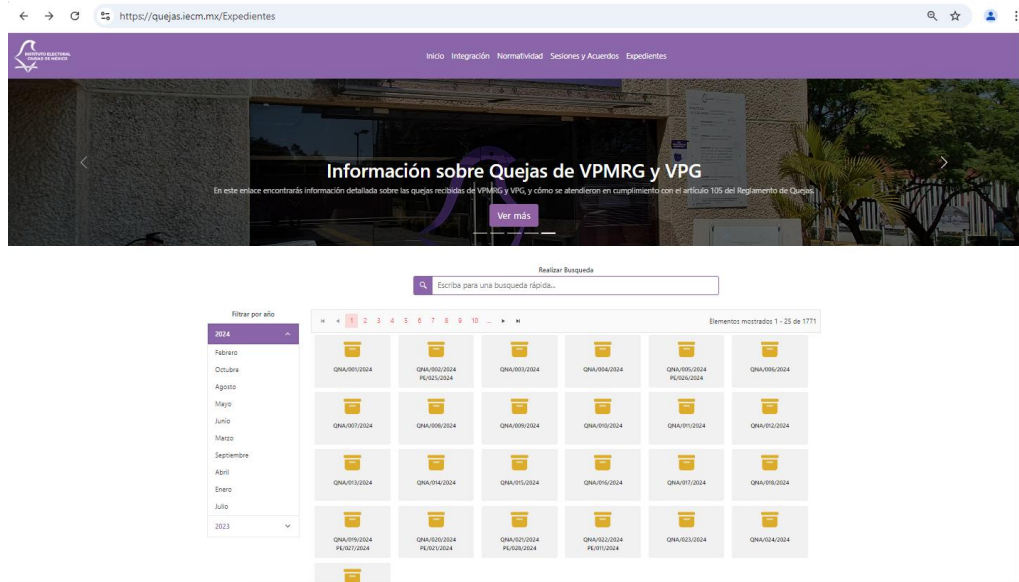 https://quejas.iecm.mx/Expedientes
INSTITUTO ELECTORAL
CIUDAD DE MÉXICO
Inicio Integración Normatividad Sesiones y Acuerdos Expedientes
Información sobre Quejas de VPMRG y VPG
En este enlace encontrarás información detallada sobre las quejas recibidas de VPMRG y VPG, y cómo se atendieron en cumplimiento con el artículo 105 del Reglamento de Quejas.
Ver más
Realizar Busqueda
Escriba para una busqueda rápida...
Filtrar por año
2024
Febrero
Octubre
Agosto
Mayo
Junio
Marzo
Septiembre
Abril
Enero
Julio
2023
1 2 3 4 5 6 7 8 9 10 ...
Elementos mostrados 1 - 25 de 1771
QNA/001/2024
QNA/002/2024
PE/025/2024
QNA/003/2024
QNA/004/2024
QNA/005/2024
PE/026/2024
QNA/006/2024
QNA/007/2024
QNA/008/2024
QNA/009/2024
QNA/010/2024
QNA/011/2024
QNA/012/2024
QNA/013/2024
QNA/014/2024
QNA/015/2024
QNA/016/2024
QNA/017/2024
QNA/018/2024
QNA/019/2024
PE/027/2024
QNA/020/2024
PE/021/2024
QNA/021/2024
PE/028/2024
QNA/022/2024
PE/011/2024
QNA/023/2024
QNA/024/2024